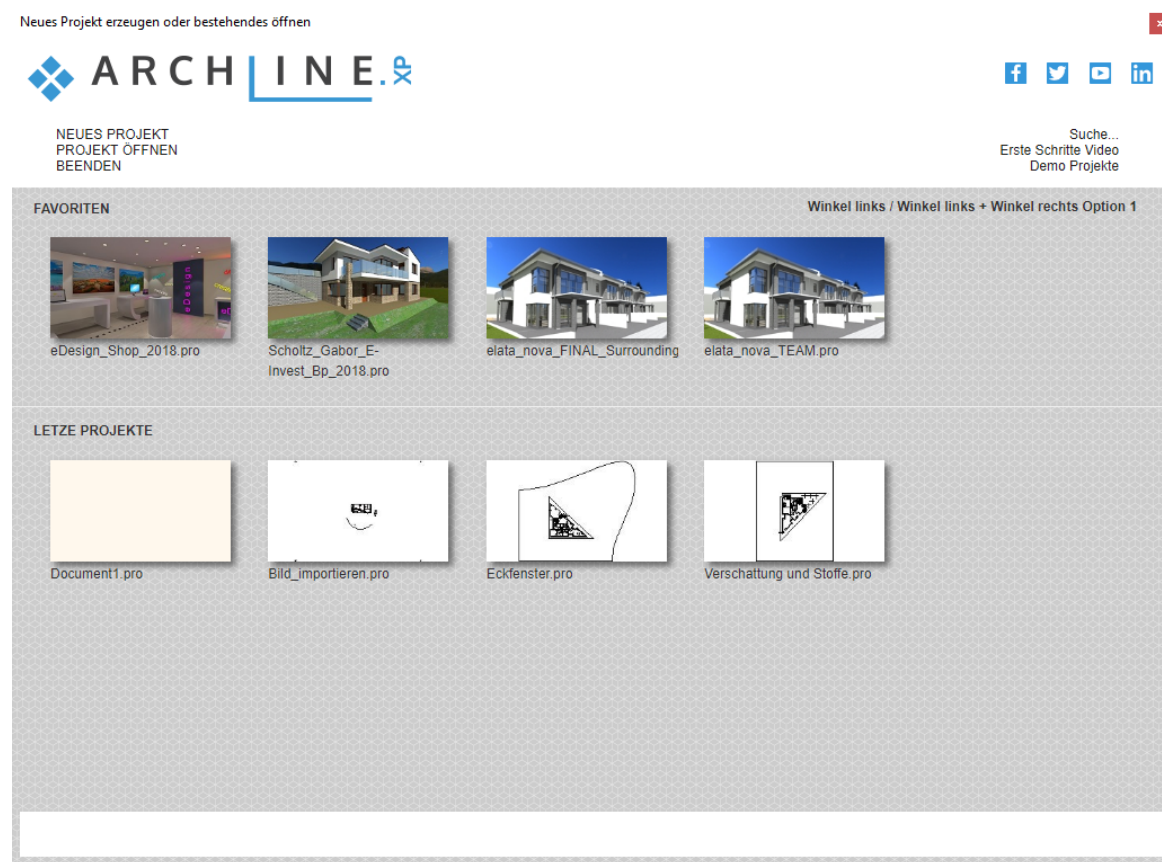 Neues Projekt erzeugen oder bestehendes öffnen
ARCHLINE.XP
NEUES PROJEKT
PROJEKT ÖFFNEN
BEENDEN
Suche...
Erste Schritte Video
Demo Projekte
FAVORITEN
Winkel links / Winkel links + Winkel rechts Option 1
eDesign
eDesign_Shop_2018.pro
Scholtz_Gabor_E-
Invest_Bp_2018.pro
elata_nova_FINAL_Surrounding
elata_nova_TEAM.pro
LETZE PROJEKTE
Document1.pro
Bild_importieren.pro
Eckfenster.pro
Verschattung und Stoffe.pro